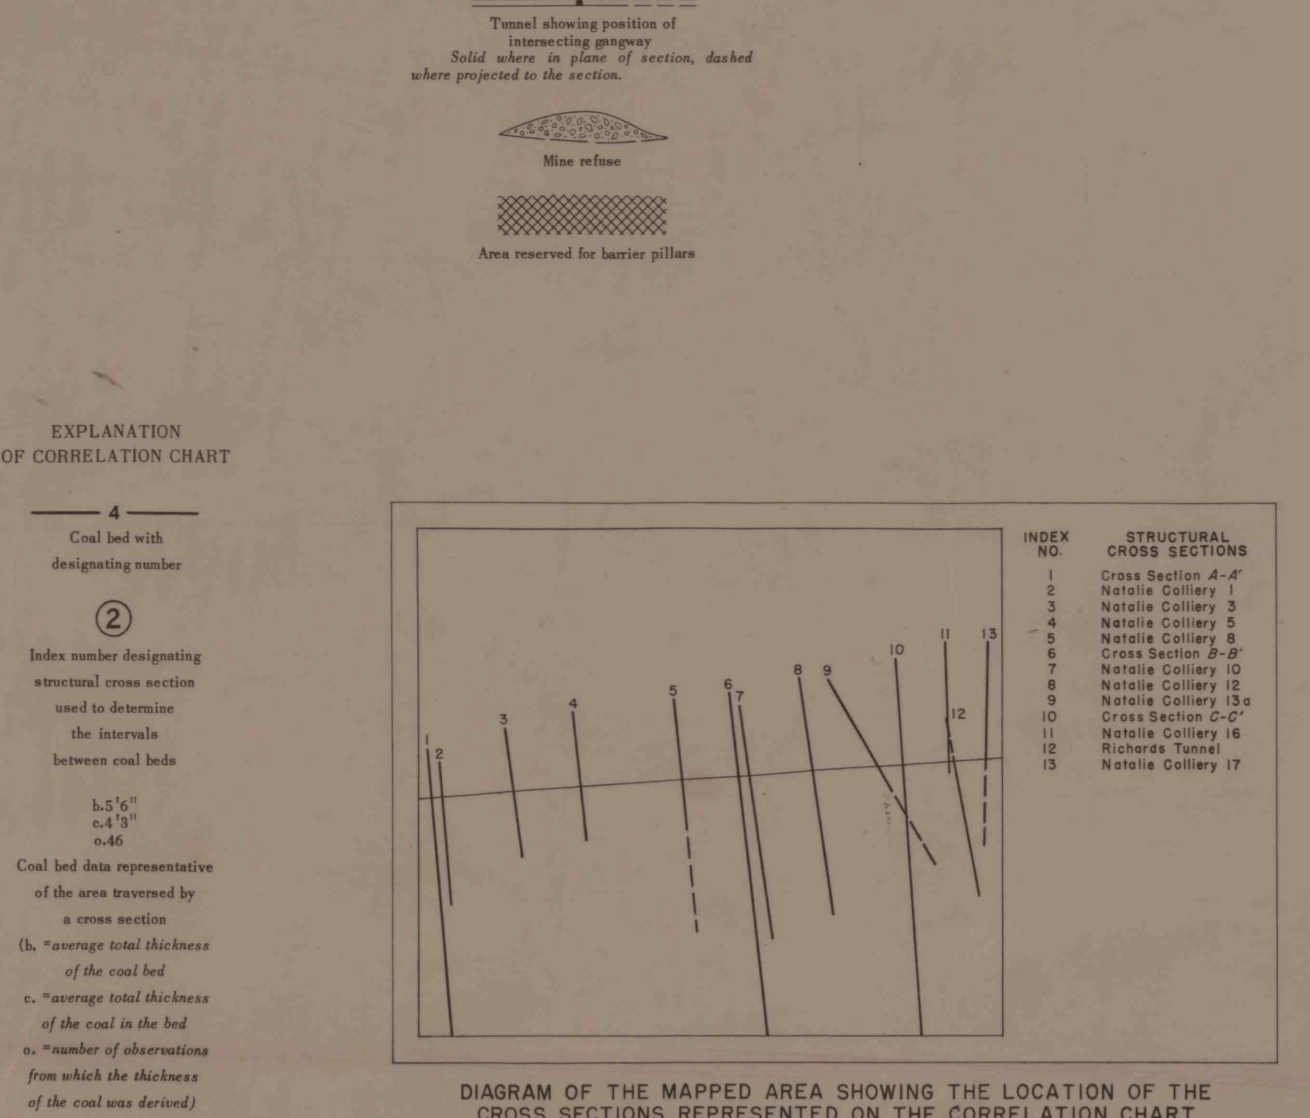 Tunnel showing position of
intersecting gangway
Solid where in plane of section, dashed
where projected to the section.
Mine refuse
Area reserved for barrier pillars
EXPLANATION
OF CORRELATION CHART
4
Coal bed with
designating number
2
Index number designating
structural cross section
used to determine
the intervals
between coal beds
b.5'6"
c.4'3"
o.46
Coal bed data representative
of the area traversed by
a cross section
(b. =average total thickness
of the coal bed
c. =average total thickness
of the coal in the bed
o. =number of observations
from which the thickness
of the coal was derived)
1
2
3
4
5
6
7
8
9
10
11
12
13
INDEX NO. STRUCTURAL CROSS SECTIONS
1 Cross Section A-A'
2 Natalie Colliery 1
3 Natalie Colliery 3
4 Natalie Colliery 5
5 Natalie Colliery 8
6 Cross Section B-B'
7 Natalie Colliery 10
8 Natalie Colliery 12
9 Natalie Colliery 13a
10 Cross Section C-C'
11 Natalie Colliery 16
12 Richards Tunnel
13 Natalie Colliery 17
DIAGRAM OF THE MAPPED AREA SHOWING THE LOCATION OF THE
CROSS SECTIONS REPRESENTED ON THE CORRELATION CHART